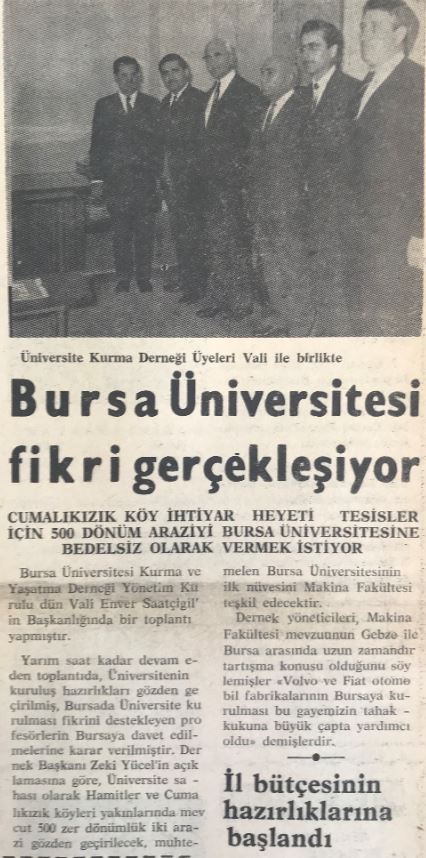 Üniversite Kurma Derneği Üyeleri Vali ile birlikte
Bursa Üniversitesi
fikri gerçekleşiyor
CUMALIKIZIK KÖY İHTİYAR HEYETİ TESİSLER
İÇİN 500 DÖNÜM ARAZİYİ BURSA ÜNİVERSİTESİNE
BEDELSİZ OLARAK VERMEK İSTİYOR
Bursa Üniversitesi Kurma ve
Yaşatma Derneği Yönetim Ku
rulu dün Vali Enver Saatçigil'
in Başkanlığında bir toplantı
yapmıştır.
Yarım saat kadar devam e-
den toplantıda, Üniversitenin
kuruluş hazırlıkları gözden ge
çirilmiş, Bursada Üniversite ku
rulması fikrini destekleyen pro
fesörlerin Bursaya davet edil-
melerine karar verilmiştir. Der
nek Başkanı Zeki Yücel'in açık
lamasına göre, Üniversite sa -
hası olarak Hamitler ve Cuma
lıkızık köyleri yakınlarında mev
cut 500 zer dönümlük iki ara-
zi gözden geçirilecek, muhte-
melen Bursa Üniversitesinin
ilk nüvesini Makina Fakültesi
teşkil edecektir.
Dernek yöneticileri, Makina
Fakültesi mevzuunun Gebze ile
Bursa arasında uzun zamandır
tartışma konusu olduğunu söy
lemişler «Volvo ve Fiat otomo
bil fabrikalarının Bursaya ku-
rulması bu gayemizin tahak -
kukuna büyük çapta yardımcı
oldu» demişlerdir.
İl bütçesinin
hazırlıklarına
başlandı